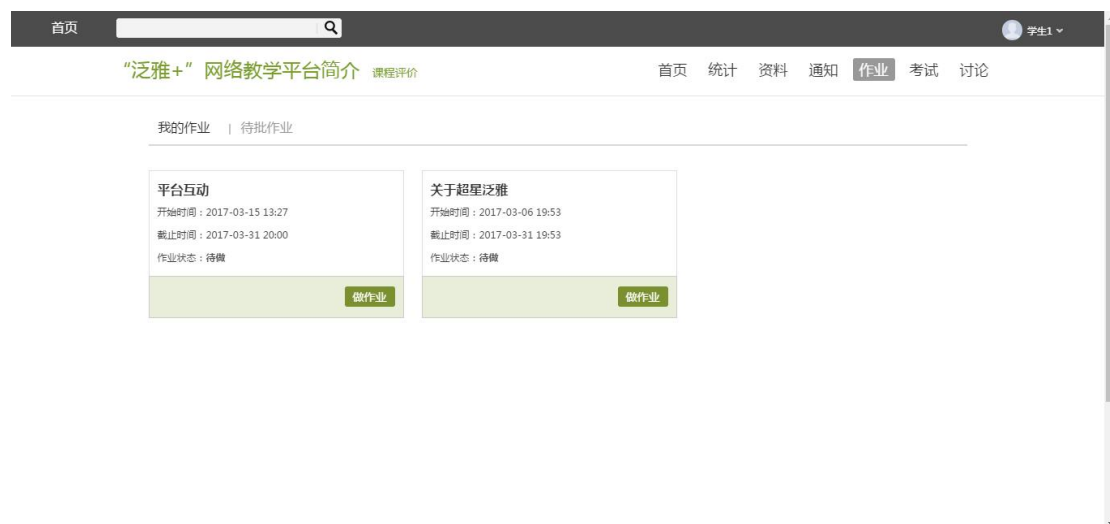 首页 学生1
“泛雅+”网络教学平台简介 课程评价 首页 统计 资料 通知 作业 考试 讨论
我的作业 | 待批作业
平台互动
开始时间：2017-03-15 13:27
截止时间：2017-03-31 20:00
作业状态：待做
做作业
关于超星泛雅
开始时间：2017-03-06 19:53
截止时间：2017-03-31 19:53
作业状态：待做
做作业